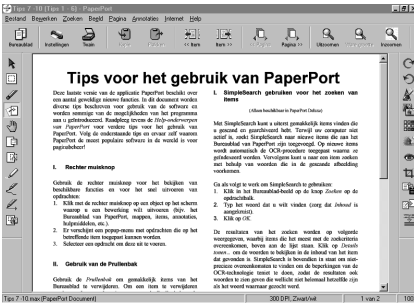 Tips 7 -10 [Tips 1 - 6] - PaperPort
Bestand Bewerken Zoeken Beeld Pagina Annotaties Internet Help
Bureaublad Instellingen Twain << Item Item >> << Pagina Pagina >> Uitzoomen Inzoomen
Tips voor het gebruik van PaperPort
Deze laatste versie van de applicatie PaperPort beschikt over
een aantal geweldige nieuwe functies. In dit document worden
diverse tips beschreven voor gebruik van de software en
worden sommige van de mogelijkheden van het programma
aan u geïntroduceerd. Raadpleeg tevens de Help-onderwerpen
van PaperPort voor verdere tips voor het gebruik van
PaperPort. Volg de onderstaande tips en ervaar zelf waarom
PaperPort de meest populaire software in de wereld is voor
paginabeheer!
I. Rechter muisknop
Gebruik de rechter muisknop voor het bekijken van
beschikbare functies en voor het snel uitvoeren van
opdrachten:
1. Klik met de rechter muisknop op een object op het scherm
waarop u een bewerking wilt uitvoeren (bijv. het
Bureaublad van PaperPort, mappen, items, annotaties,
hulpmiddelen, etc.).
2. Er verschijnt een popup-menu met opdrachten die op het
betreffende item toegepast kunnen worden.
3. Selecteer een opdracht om deze uit te voeren.
II. Gebruik van de Prullenbak
Gebruik de Prullenbak om gemakkelijk items van het
Bureaublad te verwijderen. Om een item te verwijderen
I. SimpleSearch gebruiken voor het zoeken van
items
(Alleen beschikbaar in PaperPort Deluxe)
Met SimpleSearch kunt u uiterst gemakkelijk items vinden die
u gescand en gearchiveerd hebt. Terwijl uw computer niet
actief is, zoekt SimpleSearch naar nieuwe items die aan het
Bureaublad van PaperPort zijn toegevoegd. Op nieuwe items
wordt automatisch de OCR-procedure toegepast waarna ze
geïndexeerd worden. Vervolgens kunt u naar een item zoeken
met behulp van woorden die in de gescande afbeelding
voorkomen.
Ga als volgt te werk om SimpleSearch te gebruiken:
1. Klik in het Bureaublad-beeld op de knop Zoeken op de
opdrachtbalk.
2. Typ het woord dat u wilt vinden (zorg dat Inhoud is
aangekruist).
3. Klik op OK
De resultaten van het zoeken worden op volgorde
weergegeven, waarbij items die het meest met de zoekcriteria
overeenkomen, boven aan de lijst staan. Klik op Details
tonen.. om de woorden te bekijken in de inhoud van het item
dat gevonden is. SimpleSearch is bovendien in staat om niet-
precieze overeenkomsten te vinden om de beperkingen van de
OCR-technologie teniet te doen, zodat de resultaten ook
woorden te zien geven die wellicht niet helemaal hetzelfde zijn
als het woord waarnaar gezocht werd.
Tips 7-10.max (PaperPort Document) 300 DPI, Zwart/wit 1 van 2